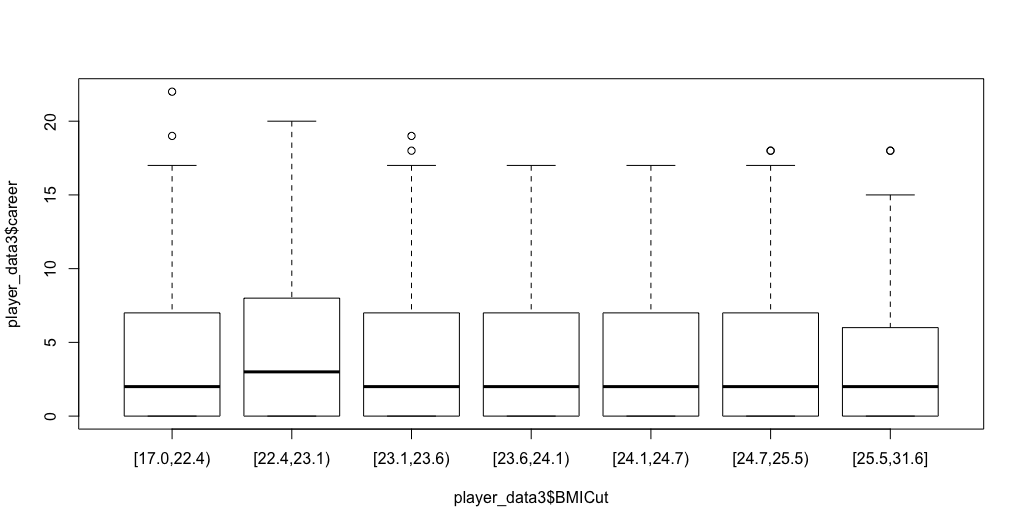 player_data3$career
20
15
10
5
0
[17.0,22.4) [22.4,23.1) [23.1,23.6) [23.6,24.1) [24.1,24.7) [24.7,25.5) [25.5,31.6]
player_data3$BMICut